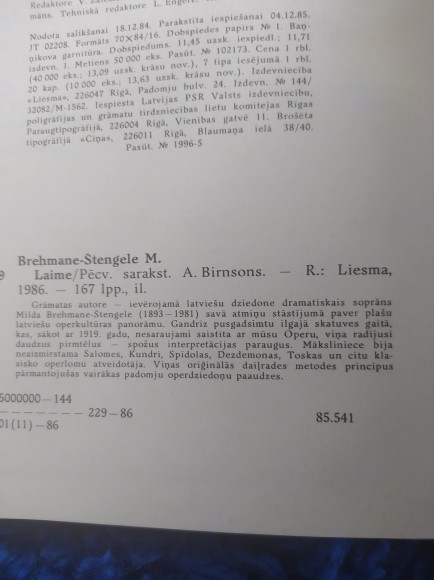 māns. Tehniskā redaktore L. Engere.
Nodota salikšanai 18.12.84. Parakstīta iespiešanai 04.12.85.
JT 02208. Formāts 70×84/16. Dobspiedes papīrs № 1. Baņ-
ņikova garnitūra. Dobspiedums. 11,45 uzsk. iespiedl.; 11,71
izdevn. l. Metiens 50 000 eks. Pasūt. № 102173. Cena 1 rbl.
(40 000 eks.; 13,09 uzsk. krāsu nov.), 7 tipa iesējumā 1 rbl.
20 kap. (10 000 eks.; 13,63 uzsk. krāsu nov.). Izdevniecība
«Liesma», 226047 Rīgā, Padomju bulv. 24. Izdevn. № 144/
32082/M-1562. Iespiesta Latvijas PSR Valsts izdevniecību,
poligrāfijas un grāmatu tirdzniecības lietu komitejas Rīgas
Paraugtipogrāfijā, 226004 Rīgā, Vienības gatvē 11. Brošēta
tipogrāfijā «Cīņa», 226011 Rīgā, Blaumaņa ielā 38/40.
Pasūt. № 1996-5
Brehmane-Štengele M.
9 Laime/Pēcv. sarakst. A. Birnsons. — R.: Liesma,
1986. — 167 lpp., il.
Grāmatas autore — ievērojamā latviešu dziedone dramatiskais soprāns
Milda Brehmane-Štengele (1893—1981) savā atmiņu stāstījumā paver plašu
latviešu operkultūras panorāmu. Gandrīz pusgadsimtu ilgajā skatuves gaitā,
kas, sākot ar 1919. gadu, nesaraujami saistīta ar mūsu Operu, viņa radījusi
daudzus pirmtēlus — spožus interpretācijas paraugus. Māksliniece bija
neaizmirstama Salomes, Kundri, Spīdolas, Dezdemonas, Toskas un citu kla-
sisko operlomu atveidotāja. Viņas oriģinālās daiļrades metodes principus
pārmantojušas vairākas padomju operdziedoņu paaudzes.
5000000—144
— — — — — — — 229—86
01(11)—86
85.541